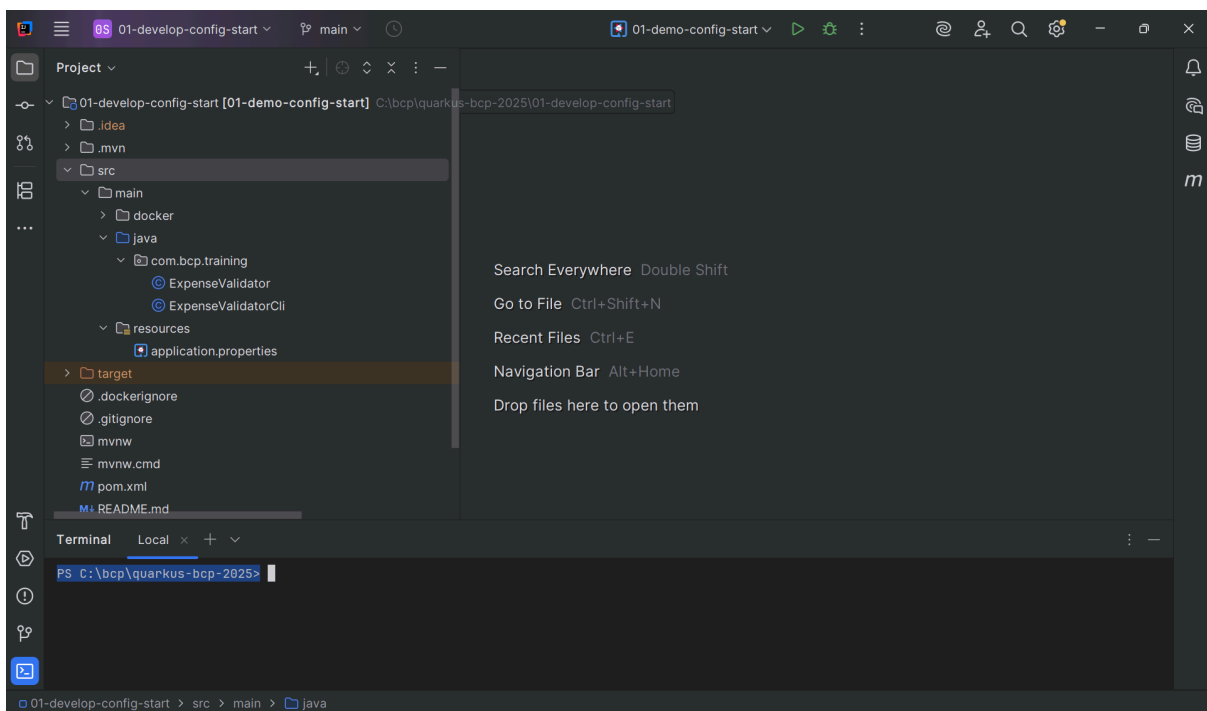 DS 01-develop-config-start main 01-demo-config-start
Project
01-develop-config-start [01-demo-config-start] C:\bcp\quarkus-bcp-2025\01-develop-config-start
.idea
.mvn
src
main
docker
java
com.bcp.training
ExpenseValidator
ExpenseValidatorCli
resources
application.properties
target
.dockerignore
.gitignore
mvnw
mvnw.cmd
pom.xml
README.md
Search Everywhere Double Shift
Go to File Ctrl+Shift+N
Recent Files Ctrl+E
Navigation Bar Alt+Home
Drop files here to open them
Terminal Local
PS C:\bcp\quarkus-bcp-2025>
01-develop-config-start > src > main > java